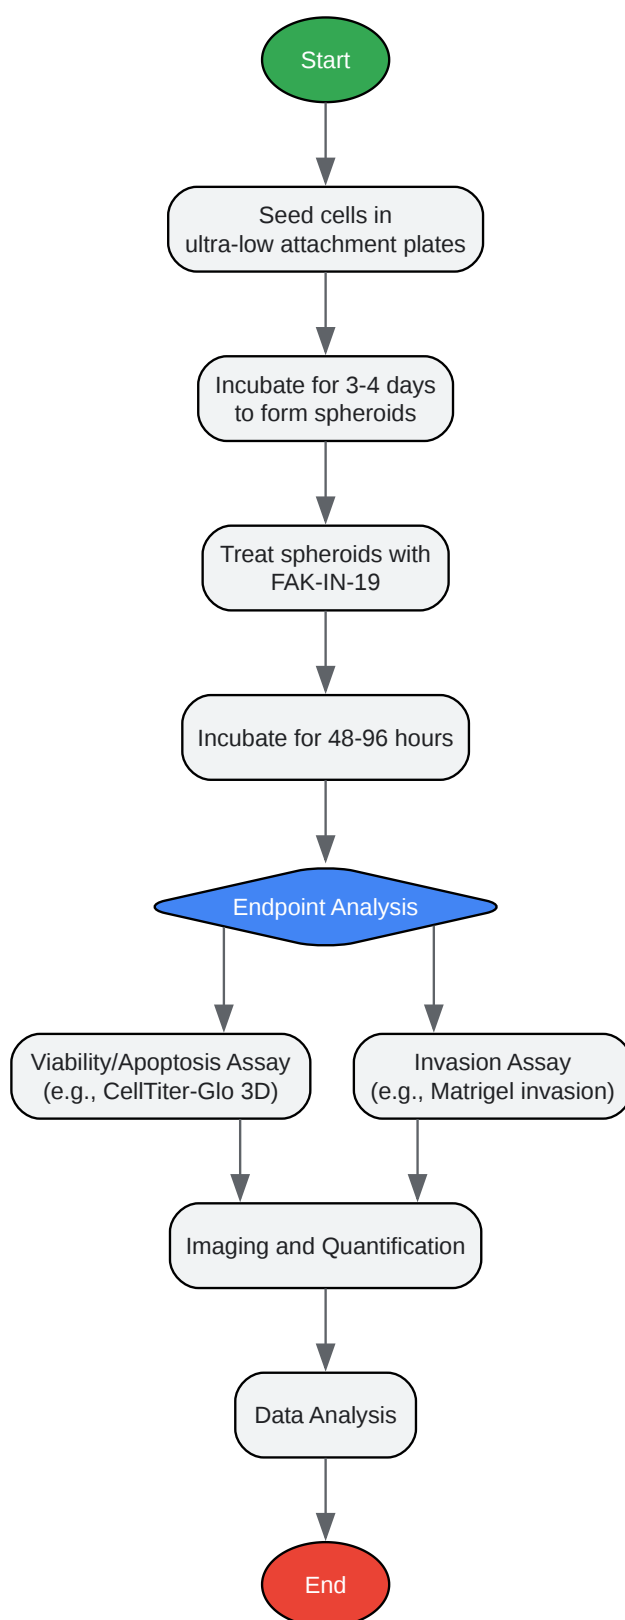 Start
Seed cells in
ultra-low attachment plates
Incubate for 3-4 days
to form spheroids
Treat spheroids with
FAK-IN-19
Incubate for 48-96 hours
Endpoint Analysis
Viability/Apoptosis Assay
(e.g., CellTiter-Glo 3D)
Invasion Assay
(e.g., Matrigel invasion)
Imaging and Quantification
Data Analysis
End